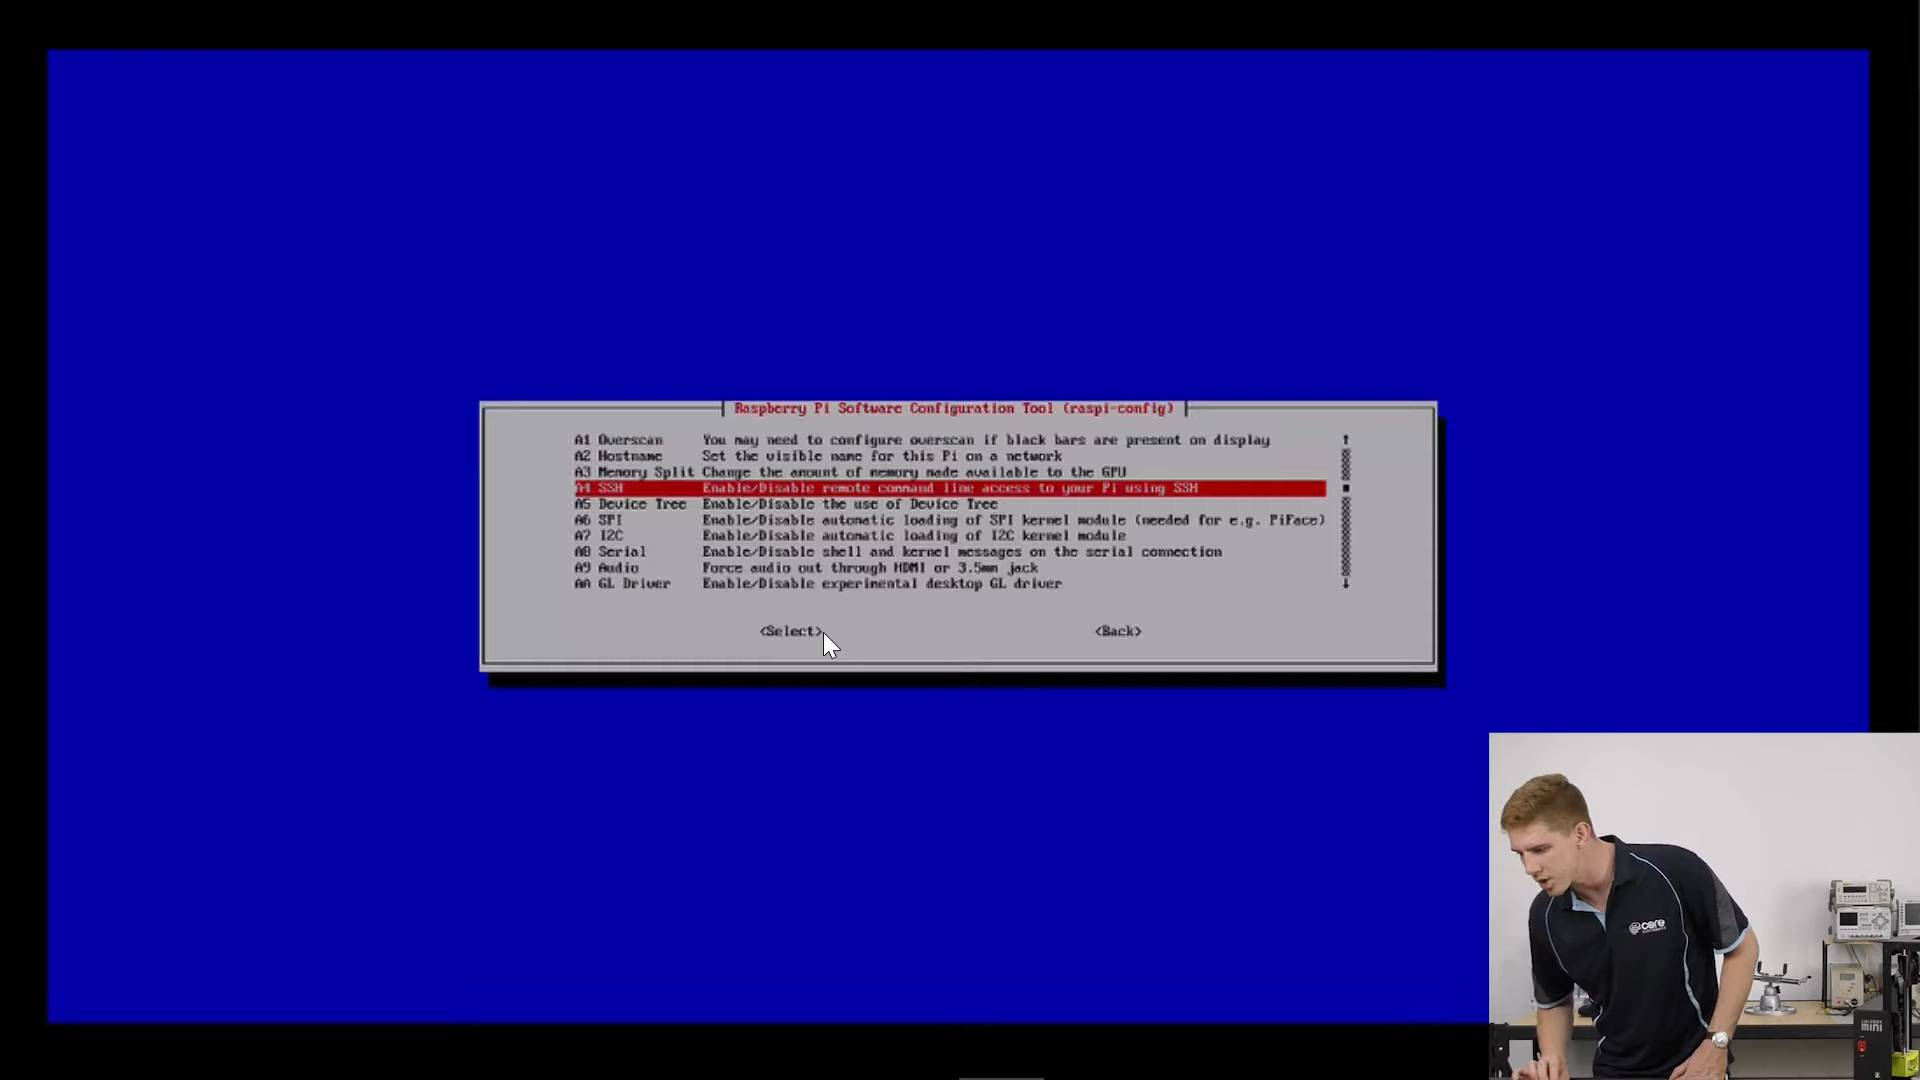 Raspberry Pi Software Configuration Tool (raspi-config)
A1 Overscan You may need to configure overscan if black bars are present on display
A2 Hostname Set the visible name for this Pi on a network
A3 Memory Split Change the amount of memory made available to the GPU
A4 SSH Enable/Disable remote command line access to your Pi using SSH
A5 Device Tree Enable/Disable the use of Device Tree
A6 SPI Enable/Disable automatic loading of SPI kernel module (needed for e.g. PiFace)
A7 I2C Enable/Disable automatic loading of I2C kernel module
A8 Serial Enable/Disable shell and kernel messages on the serial connection
A9 Audio Force audio out through HDMI or 3.5mm jack
AA GL Driver Enable/Disable experimental desktop GL driver
<Select> <Back>
core
mini